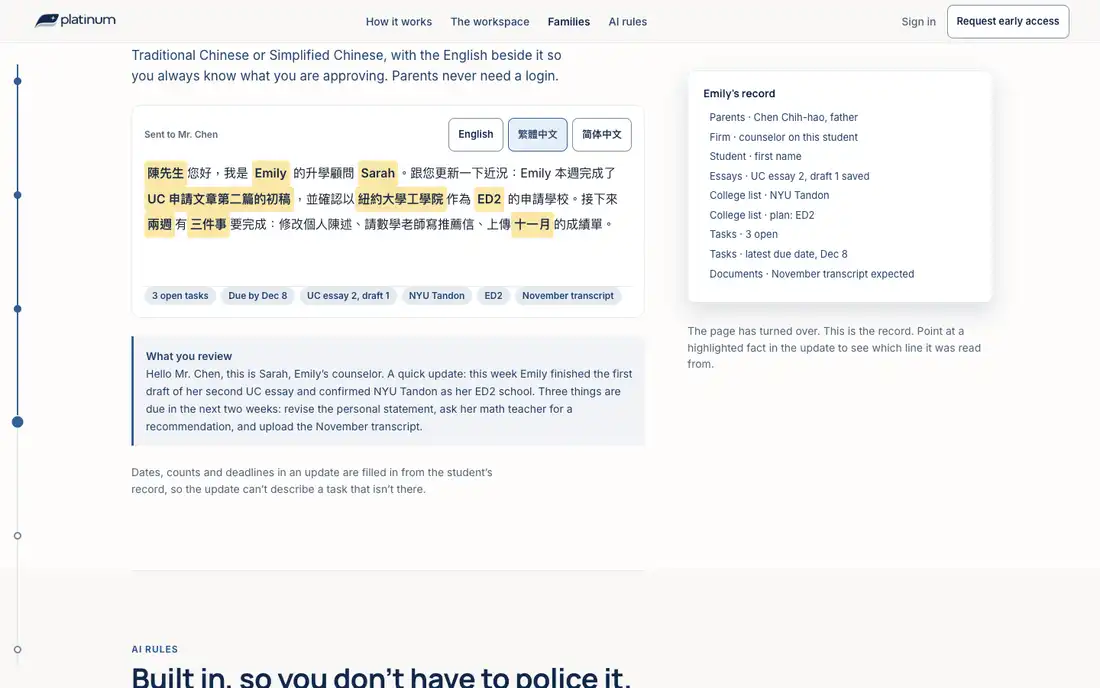 platinum
How it works The workspace Families AI rules
Sign in Request early access
Traditional Chinese or Simplified Chinese, with the English beside it so
you always know what you are approving. Parents never need a login.
Sent to Mr. Chen
English 繁體中文 简体中文
陳先生您好，我是 Emily 的升學顧問 Sarah 。跟您更新一下近況：Emily 本週完成了
UC 申請文章第二篇的初稿 ，並確認以 紐約大學工學院 作為 ED2 的申請學校。接下來
兩週 有 三件事 要完成：修改個人陳述、請數學老師寫推薦信、上傳 十一月 的成績單。
3 open tasks Due by Dec 8 UC essay 2, draft 1 NYU Tandon ED2 November transcript
What you review
Hello Mr. Chen, this is Sarah, Emily’s counselor. A quick update: this week Emily finished the first
draft of her second UC essay and confirmed NYU Tandon as her ED2 school. Three things are
due in the next two weeks: revise the personal statement, ask her math teacher for a
recommendation, and upload the November transcript.
Dates, counts and deadlines in an update are filled in from the student’s
record, so the update can’t describe a task that isn’t there.
Emily’s record
Parents · Chen Chih-hao, father
Firm · counselor on this student
Student · first name
Essays · UC essay 2, draft 1 saved
College list · NYU Tandon
College list · plan: ED2
Tasks · 3 open
Tasks · latest due date, Dec 8
Documents · November transcript expected
The page has turned over. This is the record. Point at a
highlighted fact in the update to see which line it was read
from.
AI RULES
Built in, so you don’t have to police it.